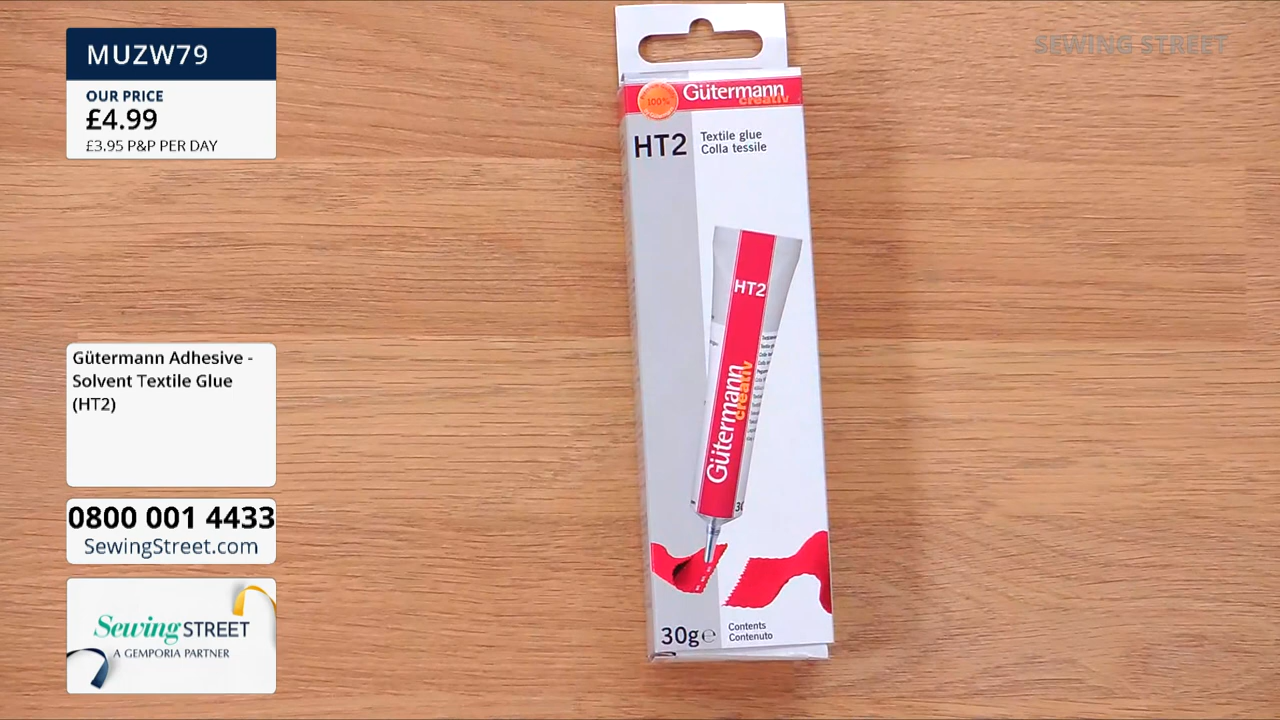 MUZW79
OUR PRICE
£4.99
£3.95 P&P PER DAY
Gütermann Adhesive -
Solvent Textile Glue
(HT2)
0800 001 4433
SewingStreet.com
Sewing STREET
A GEMPORIA PARTNER
SEWING STREET
100%
Gütermann
creativ
HT2
Textile glue
Colla tessile
HT2
Gütermann
creativ
30g℮
Contents
Contenuto